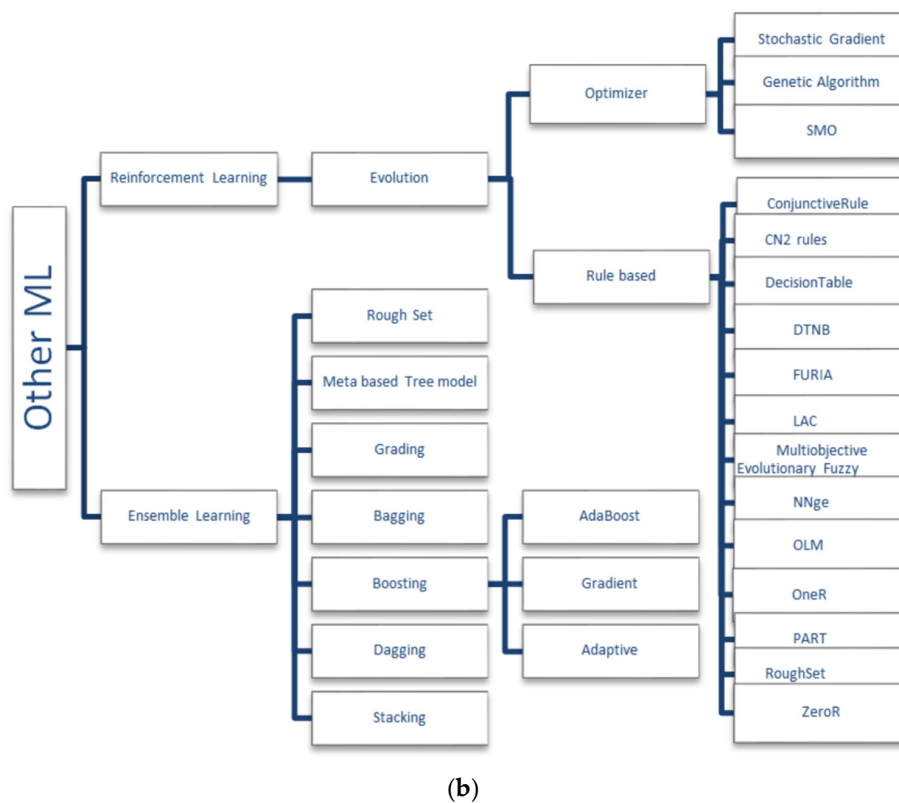 Other ML
Reinforcement Learning
Evolution
Optimizer
Stochastic Gradient
Genetic Algorithm
SMO
Rule based
ConjunctiveRule
CN2 rules
DecisionTable
DTNB
FURIA
LAC
Multiobjective
Evolutionary Fuzzy
NNge
OLM
OneR
PART
RoughSet
ZeroR
Ensemble Learning
Rough Set
Meta based Tree model
Grading
Bagging
Boosting
AdaBoost
Gradient
Adaptive
Dagging
Stacking
(b)